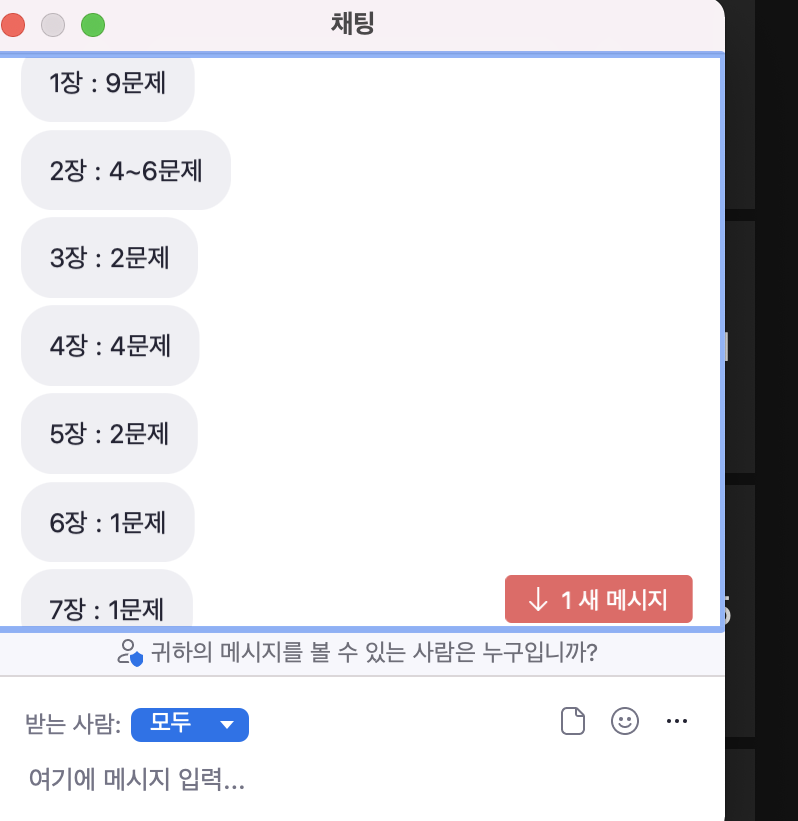 채팅
1장 : 9문제
2장 : 4~6문제
3장 : 2문제
4장 : 4문제
5장 : 2문제
6장 : 1문제
7장 : 1문제
↓ 1 새 메시지
귀하의 메시지를 볼 수 있는 사람은 누구입니까?
받는 사람: 모두
여기에 메시지 입력...